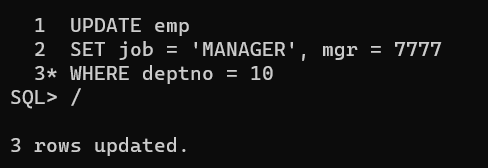 1  UPDATE emp
2  SET job = 'MANAGER', mgr = 7777
3* WHERE deptno = 10
SQL> /
3 rows updated.